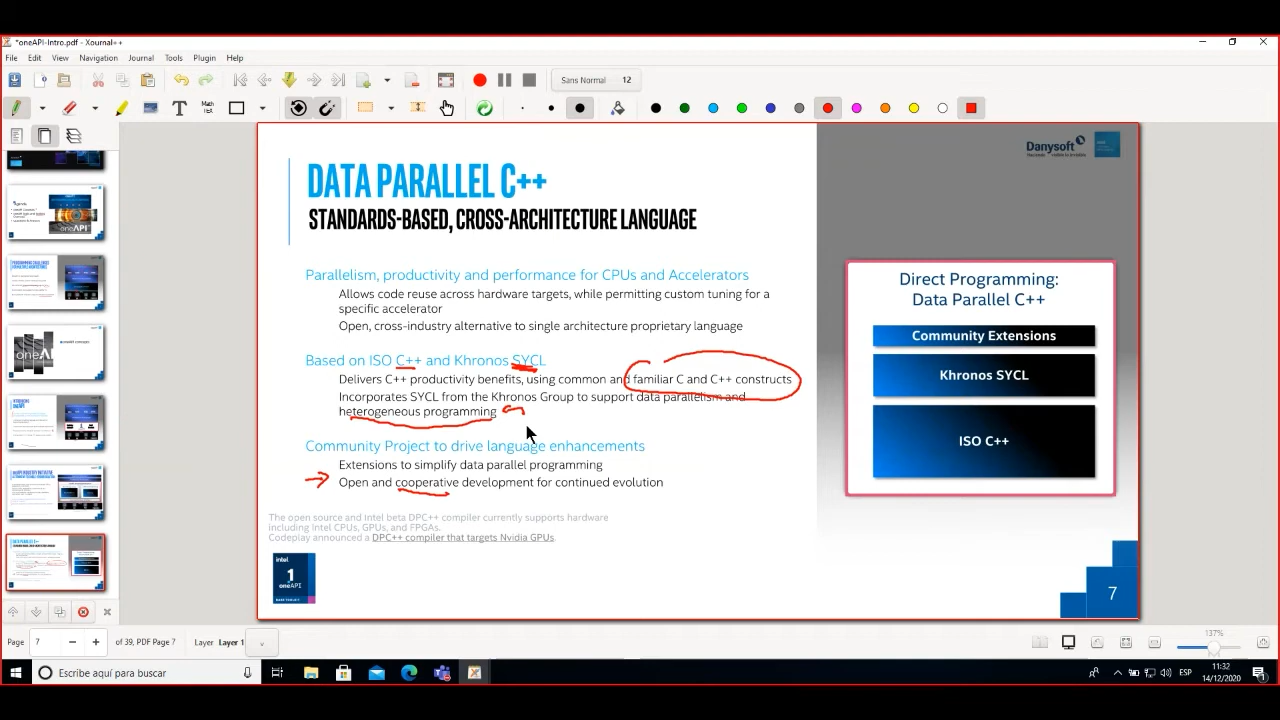 *oneAPI-Intro.pdf - Xournal++
File Edit View Navigation Journal Tools Plugin Help
Sans Normal 12
Danysoft
DATA PARALLEL C++
STANDARDS-BASED, CROSS-ARCHITECTURE LANGUAGE
Parallelism, productivity and performance for CPUs and Accelerators
Allows code reuse across hardware targets, while permitting custom tuning for a
specific accelerator
Open, cross-industry alternative to single architecture proprietary language
Based on ISO C++ and Khronos SYCL
Delivers C++ productivity benefits, using common and familiar C and C++ constructs
Incorporates SYCL from the Khronos Group to support data parallelism and
heterogeneous programming
Community Project to drive language enhancements
Extensions to simplify data parallel programming
Open and cooperative development for continued evolution
The open source and Intel beta DPC++ compiler currently supports hardware
including Intel CPUs, GPUs, and FPGAs.
Codeplay announced a DPC++ compiler that targets Nvidia GPUs.
Direct Programming:
Data Parallel C++
Community Extensions
Khronos SYCL
ISO C++
intel
1
oneAPI
BASE TOOLKIT
7
Page 7 of 39, PDF Page 7 Layer Layer 1
137%
Escribe aquí para buscar
ESP
11:32
14/12/2020